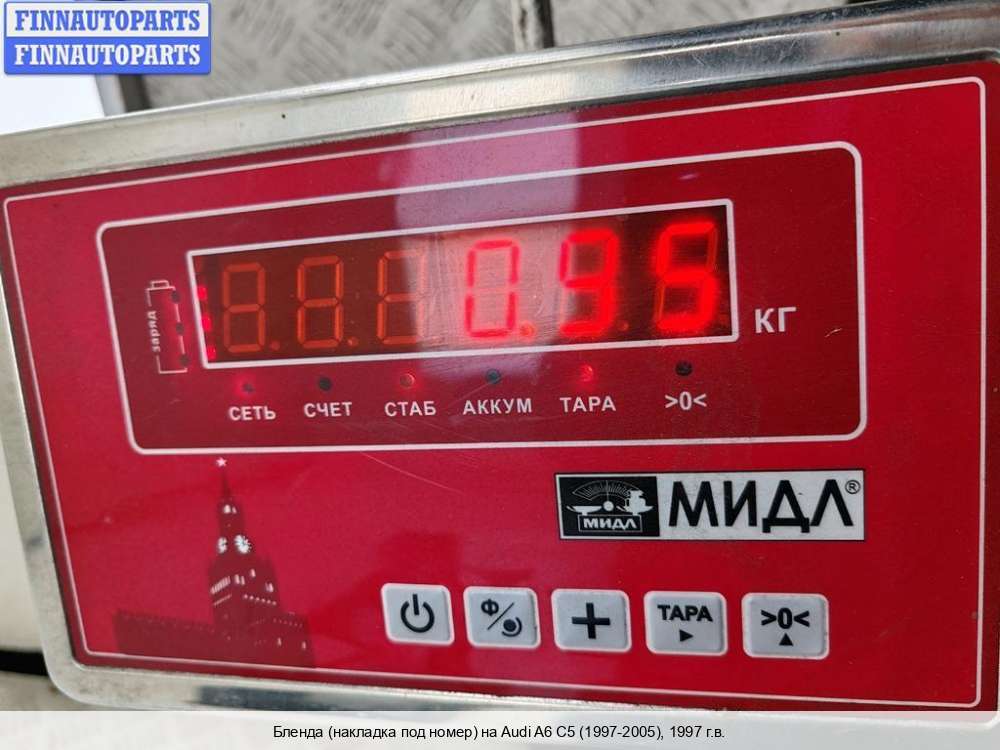 FINNAUTOPARTS
FINNAUTOPARTS
0.95
КГ
заряд
СЕТЬ СЧЕТ СТАБ АККУМ ТАРА >0<
МИДЛ МИДЛ®
Ф/ + ТАРА >0<
Бленда (накладка под номер) на Audi A6 C5 (1997-2005), 1997 г.в.